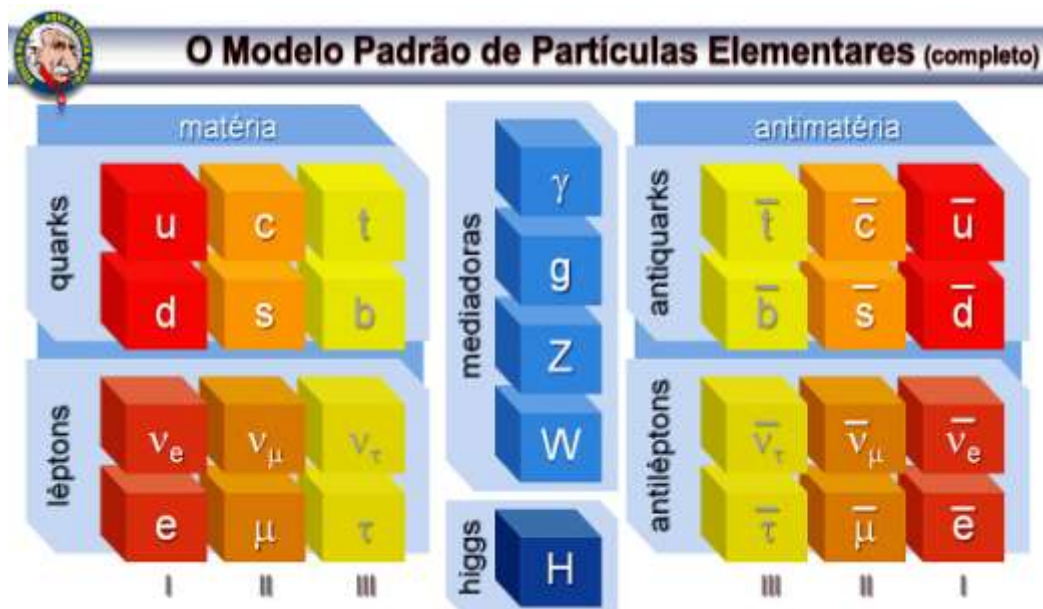 O Modelo Padrão de Partículas Elementares (completo)
matéria
quarks
u c t
d s b
léptons
νe νμ ντ
e μ τ
I II III
mediadoras
γ
g
Z
W
higgs
H
antimatéria
antiquarks
t̅ c̅ u̅
b̅ s̅ d̅
antiléptons
ν̅τ ν̅μ ν̅e
τ̅ μ̅ e̅
III II I